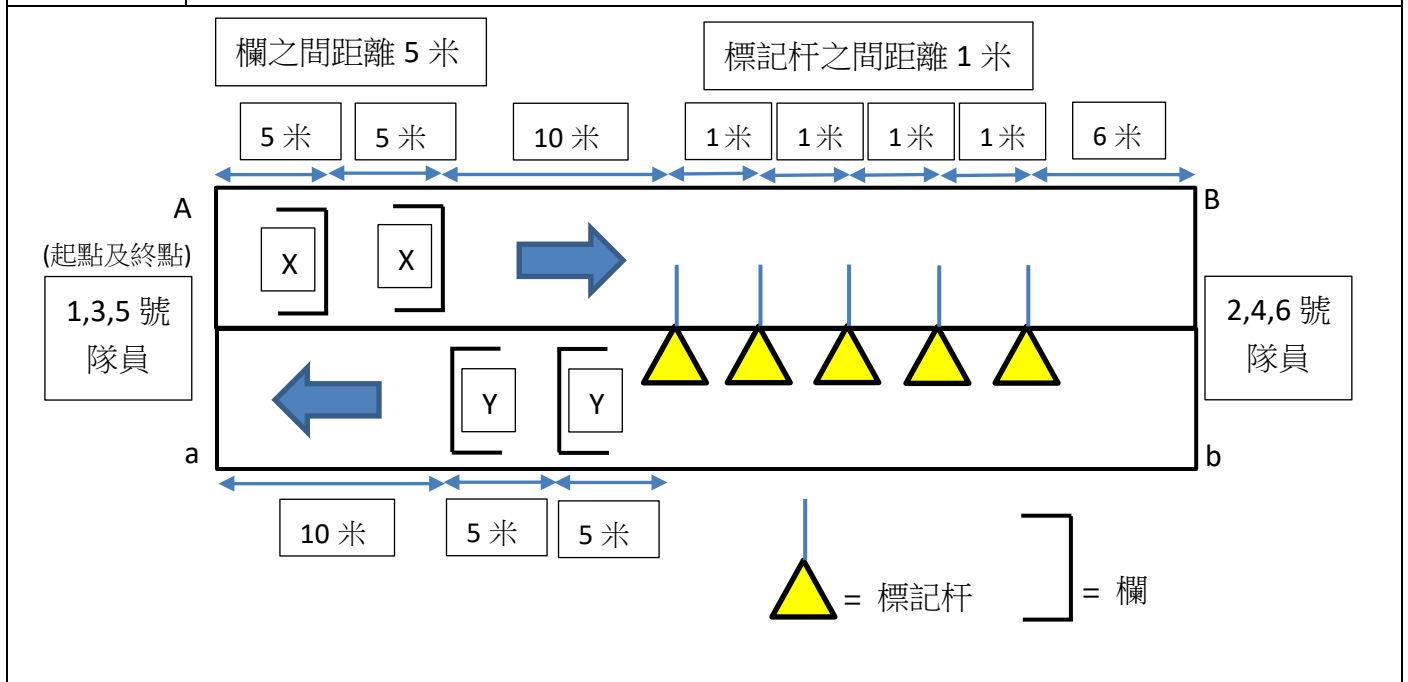 欄之間距離 5 米
標記杆之間距離 1 米
5 米
5 米
10 米
1 米
1 米
1 米
1 米
6 米
A
B
(起點及終點)
X
X
1,3,5 號
隊員
2,4,6 號
隊員
Y
Y
a
b
10 米
5 米
5 米
= 標記杆
= 欄